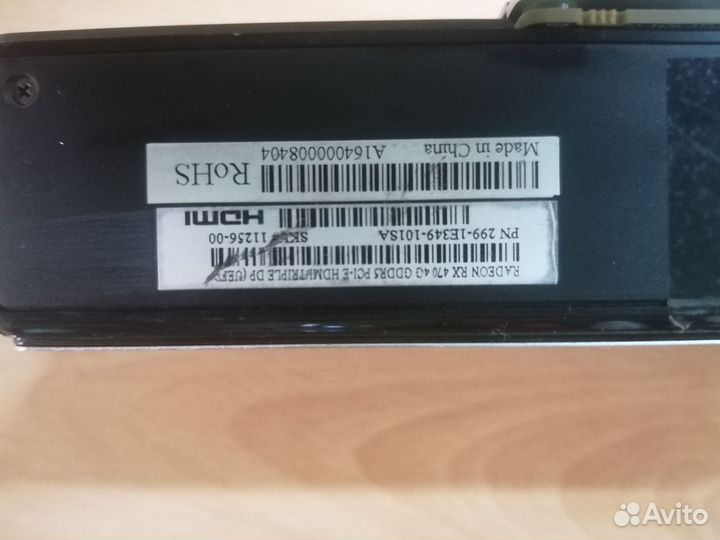 RADEON RX 470 4G GDDR5 PCI-E HDMI/TRIPLE DP (UEFI)
PN 299-1E349-101SA SKU# 11256-00
HDMI
Made in China A1640000008404
RoHS
Avito